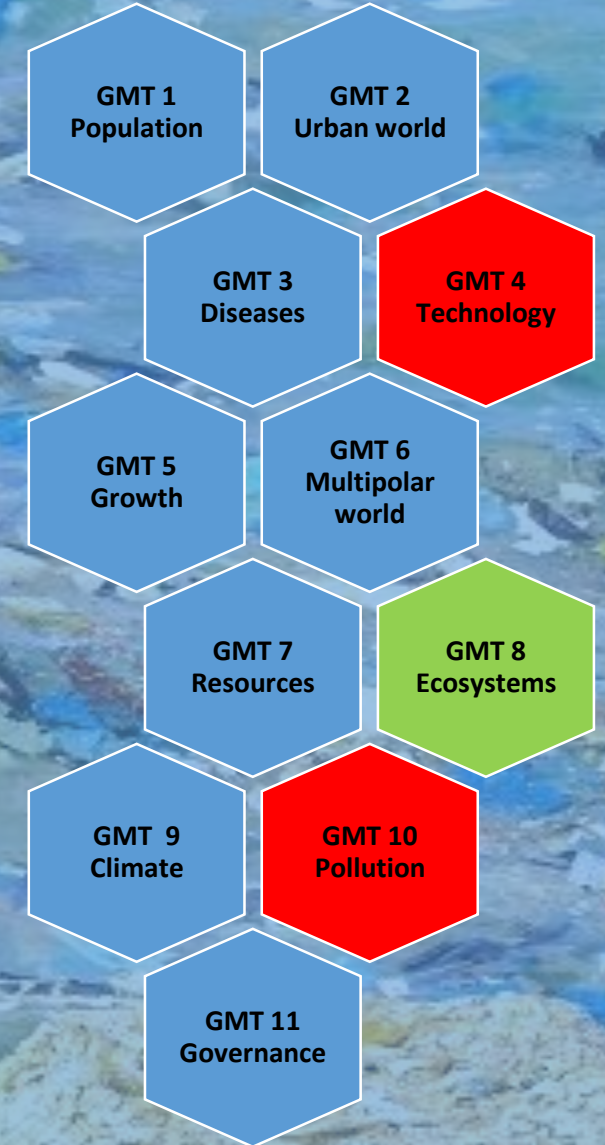 GMT 1
Population
GMT 2
Urban world
GMT 3
Diseases
GMT 4
Technology
GMT 5
Growth
GMT 6
Multipolar
world
GMT 7
Resources
GMT 8
Ecosystems
GMT  9
Climate
GMT 10
Pollution
GMT 11
Governance